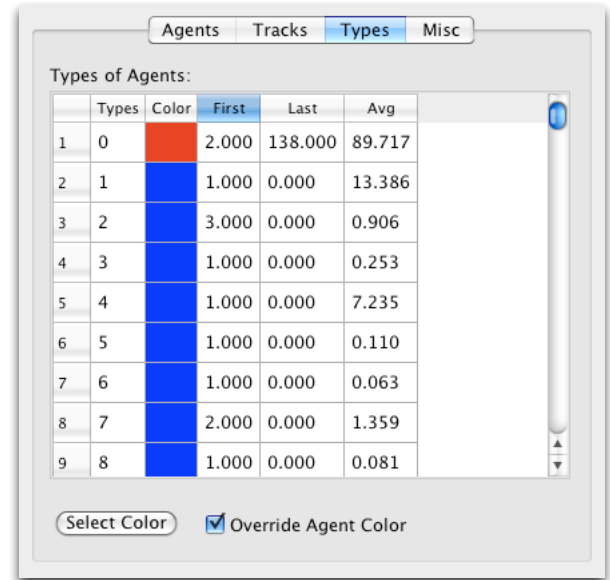 Agents Tracks Types Misc
Types of Agents:
Types Color First Last Avg
1 0 2.000 138.000 89.717
2 1 1.000 0.000 13.386
3 2 3.000 0.000 0.906
4 3 1.000 0.000 0.253
5 4 1.000 0.000 7.235
6 5 1.000 0.000 0.110
7 6 1.000 0.000 0.063
8 7 2.000 0.000 1.359
9 8 1.000 0.000 0.081
Select Color Override Agent Color